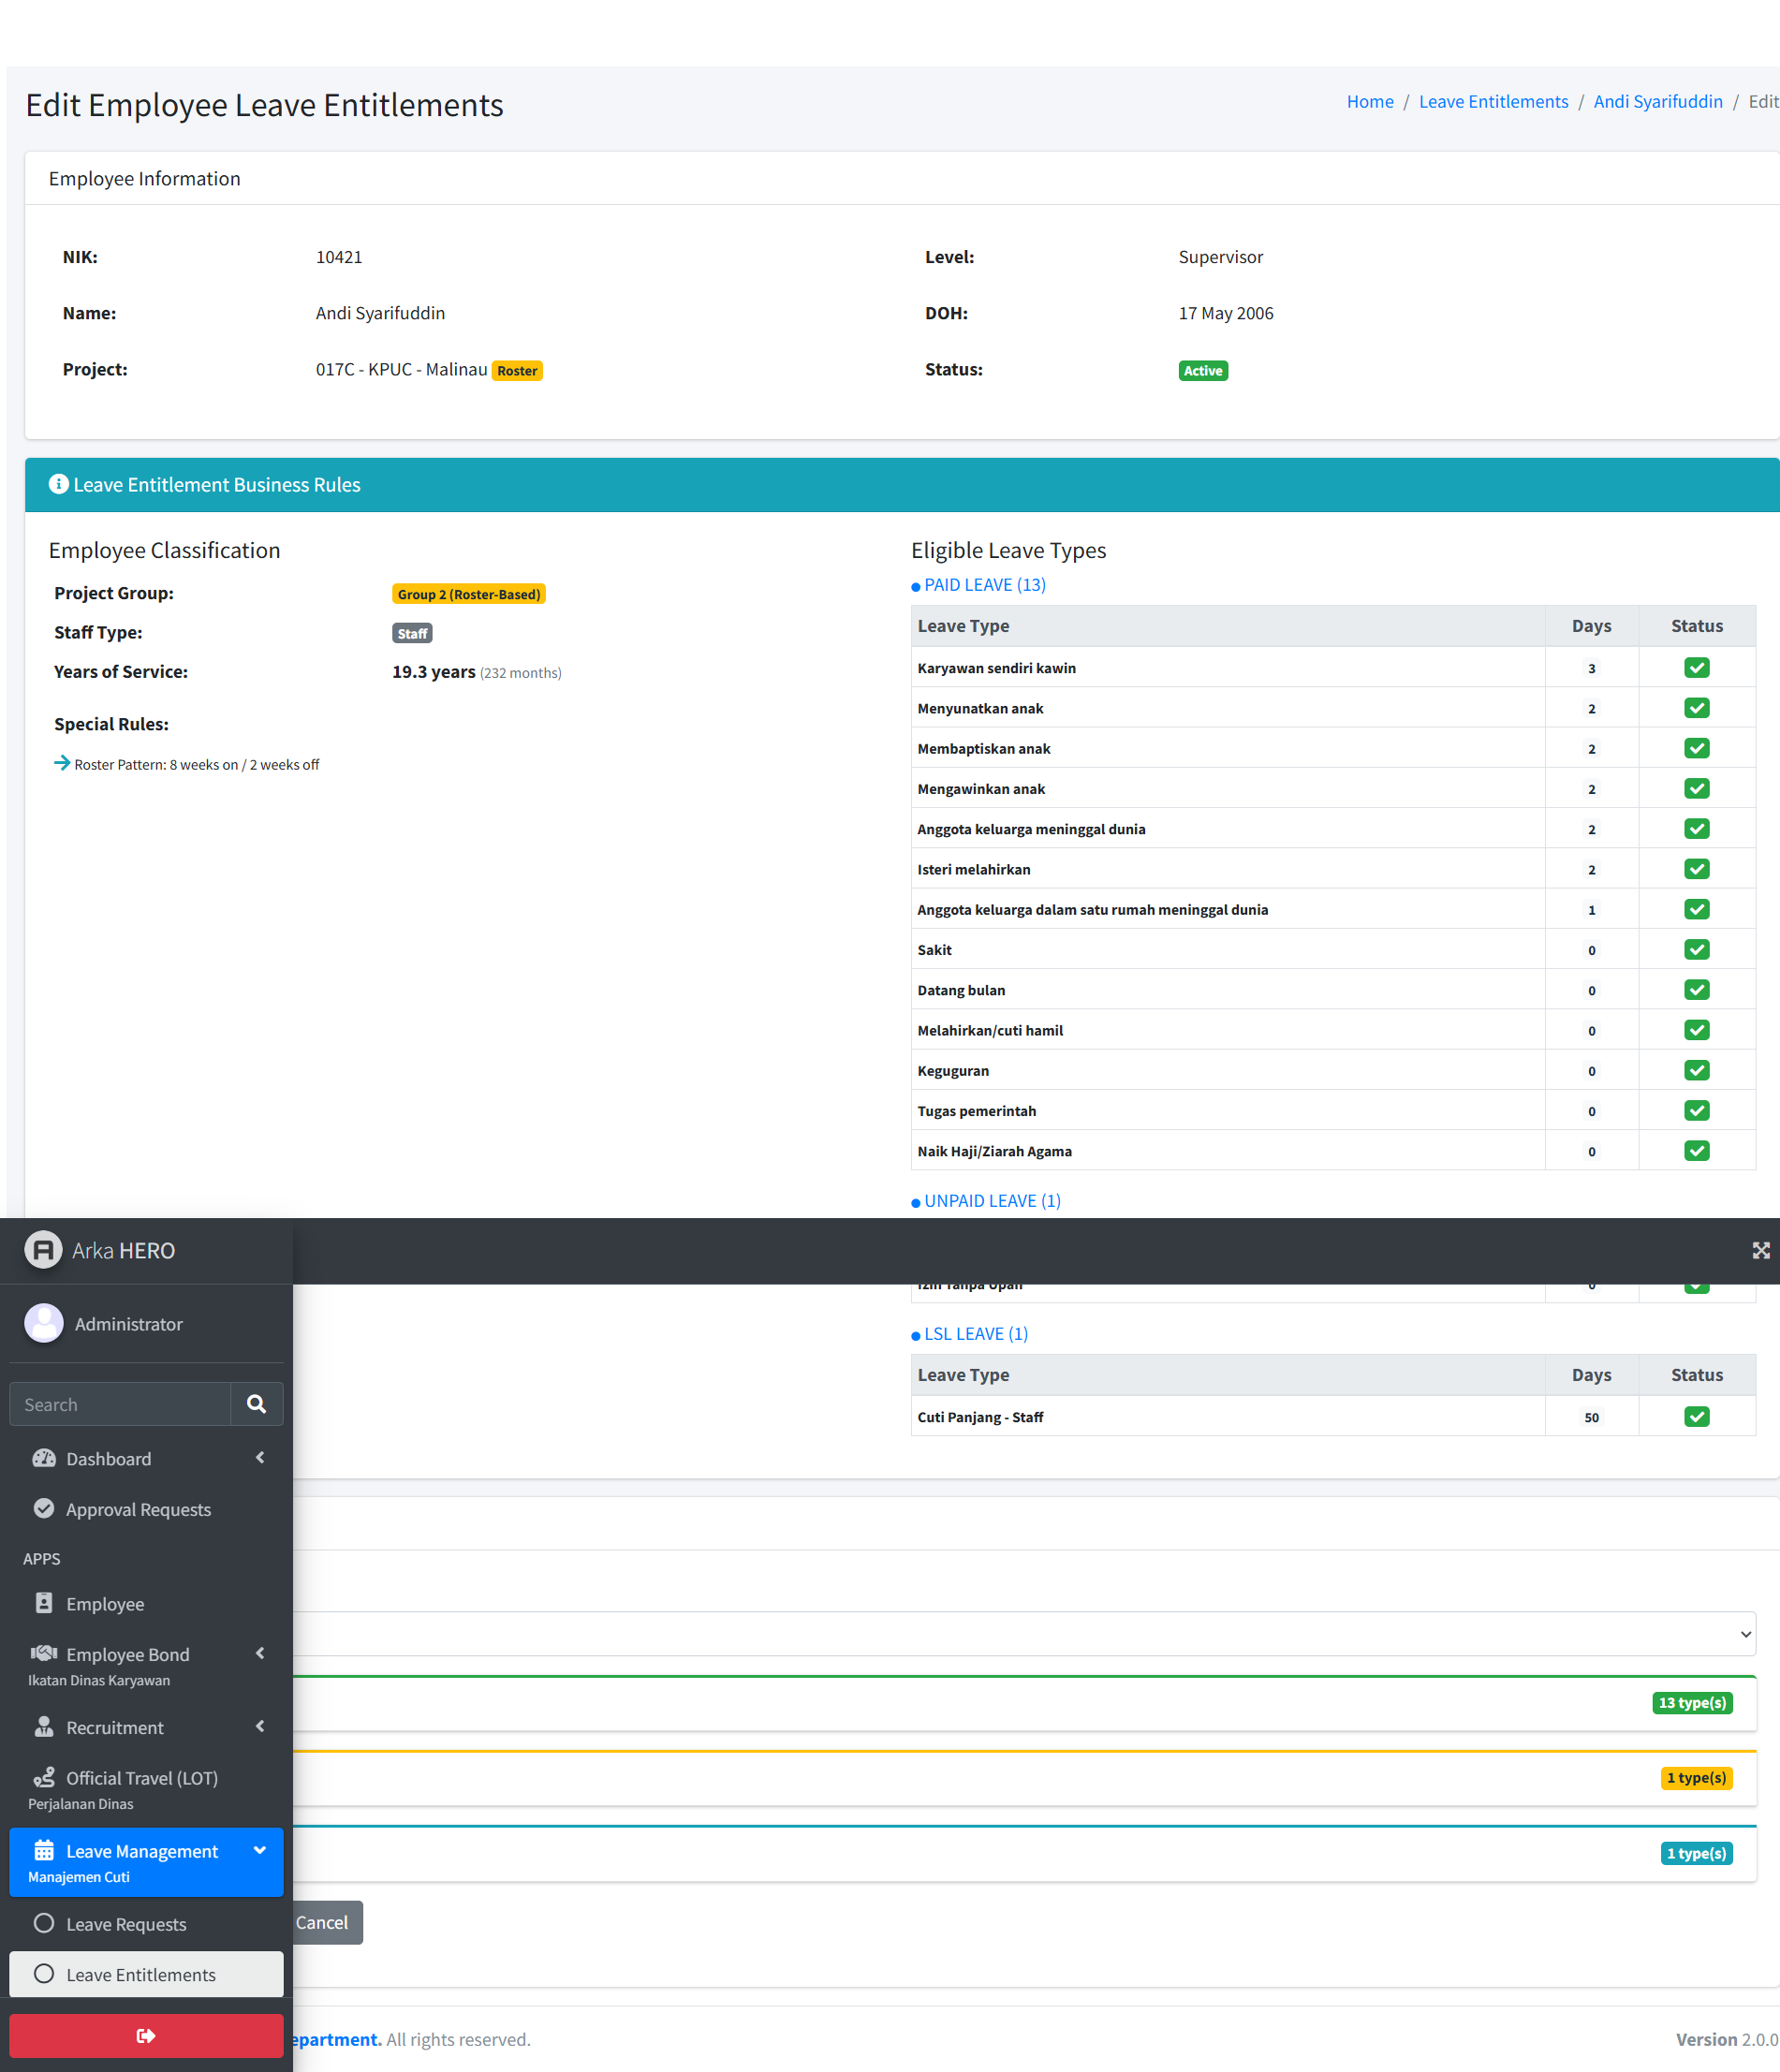 Edit Employee Leave Entitlements
Home / Leave Entitlements / Andi Syarifuddin / Edit
Employee Information
NIK: 10421
Level: Supervisor
Name: Andi Syarifuddin
DOH: 17 May 2006
Project: 017C - KPUC - Malinau Roster
Status: Active
Leave Entitlement Business Rules
Employee Classification
Project Group: Group 2 (Roster-Based)
Staff Type: Staff
Years of Service: 19.3 years (232 months)
Special Rules:
Roster Pattern: 8 weeks on / 2 weeks off
Eligible Leave Types
PAID LEAVE (13)
Leave Type Days Status
Karyawan sendiri kawin 3
Menyunatkan anak 2
Membaptiskan anak 2
Mengawinkan anak 2
Anggota keluarga meninggal dunia 2
Isteri melahirkan 2
Anggota keluarga dalam satu rumah meninggal dunia 1
Sakit 0
Datang bulan 0
Melahirkan/cuti hamil 0
Keguguran 0
Tugas pemerintah 0
Naik Haji/Ziarah Agama 0
UNPAID LEAVE (1)
Izin Tanpa Upah 0
LSL LEAVE (1)
Leave Type Days Status
Cuti Panjang - Staff 50
13 type(s)
1 type(s)
1 type(s)
Cancel
Arka HERO
Administrator
Search
Dashboard
Approval Requests
APPS
Employee
Employee Bond
Ikatan Dinas Karyawan
Recruitment
Official Travel (LOT)
Perjalanan Dinas
Leave Management
Manajemen Cuti
Leave Requests
Leave Entitlements
epartment. All rights reserved.
Version 2.0.0